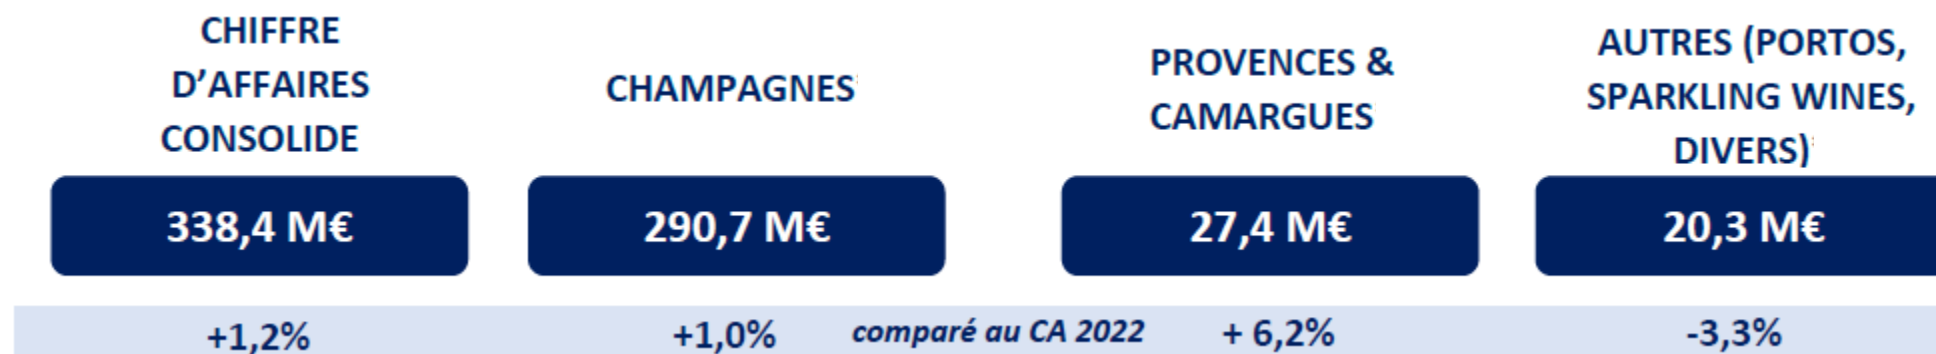 CHIFFRE
D’AFFAIRES
CONSOLIDE
338,4 M€
+1,2%
CHAMPAGNES
290,7 M€
+1,0%
comparé au CA 2022
PROVENCES &
CAMARGUES
27,4 M€
+ 6,2%
AUTRES (PORTOS,
SPARKLING WINES,
DIVERS)
20,3 M€
-3,3%